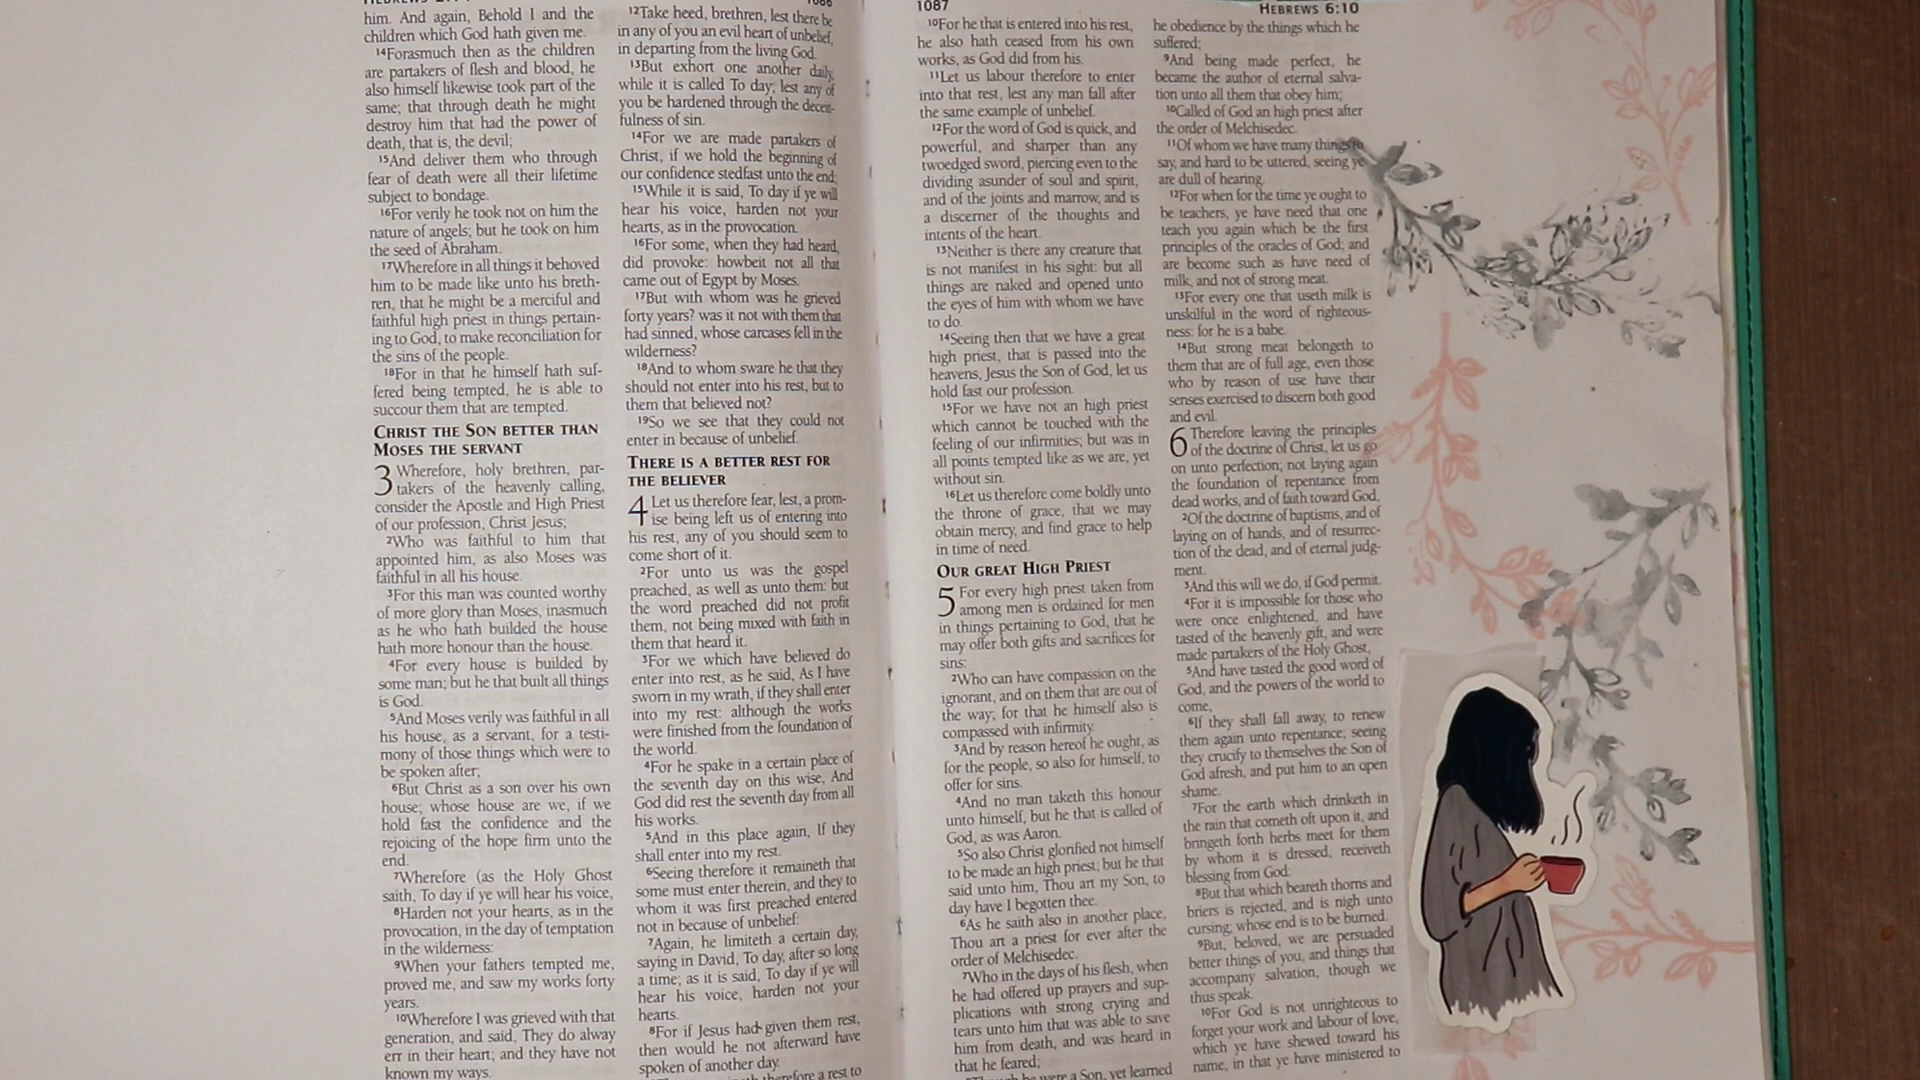 1086
him. And again, Behold I and the
children which God hath given me.
14Forasmuch then as the children
are partakers of flesh and blood, he
also himself likewise took part of the
same; that through death he might
destroy him that had the power of
death, that is, the devil;
15And deliver them who through
fear of death were all their lifetime
subject to bondage.
16For verily he took not on him the
nature of angels; but he took on him
the seed of Abraham.
17Wherefore in all things it behoved
him to be made like unto his breth-
ren, that he might be a merciful and
faithful high priest in things pertain-
ing to God, to make reconciliation for
the sins of the people.
18For in that he himself hath suf-
fered being tempted, he is able to
succour them that are tempted.
CHRIST THE SON BETTER THAN
MOSES THE SERVANT
3 Wherefore, holy brethren, par-
takers of the heavenly calling,
consider the Apostle and High Priest
of our profession, Christ Jesus;
2Who was faithful to him that
appointed him, as also Moses was
faithful in all his house.
3For this man was counted worthy
of more glory than Moses, inasmuch
as he who hath builded the house
hath more honour than the house.
4For every house is builded by
some man; but he that built all things
is God.
5And Moses verily was faithful in all
his house, as a servant, for a testi-
mony of those things which were to
be spoken after;
6But Christ as a son over his own
house; whose house are we, if we
hold fast the confidence and the
rejoicing of the hope firm unto the
end.
7Wherefore (as the Holy Ghost
saith, To day if ye will hear his voice,
8Harden not your hearts, as in the
provocation, in the day of temptation
in the wilderness:
9When your fathers tempted me,
proved me, and saw my works forty
years.
10Wherefore I was grieved with that
generation, and said, They do alway
err in their heart; and they have not
known my ways.
12Take heed, brethren, lest there be
in any of you an evil heart of unbelief,
in departing from the living God.
13But exhort one another daily,
while it is called To day; lest any of
you be hardened through the deceit-
fulness of sin.
14For we are made partakers of
Christ, if we hold the beginning of
our confidence stedfast unto the end;
15While it is said, To day if ye will
hear his voice, harden not your
hearts, as in the provocation.
16For some, when they had heard,
did provoke: howbeit not all that
came out of Egypt by Moses.
17But with whom was he grieved
forty years? was it not with them that
had sinned, whose carcases fell in the
wilderness?
18And to whom sware he that they
should not enter into his rest, but to
them that believed not?
19So we see that they could not
enter in because of unbelief.
THERE IS A BETTER REST FOR
THE BELIEVER
4 Let us therefore fear, lest, a prom-
ise being left us of entering into
his rest, any of you should seem to
come short of it.
2For unto us was the gospel
preached, as well as unto them: but
the word preached did not profit
them, not being mixed with faith in
them that heard it.
3For we which have believed do
enter into rest, as he said, As I have
sworn in my wrath, if they shall enter
into my rest: although the works
were finished from the foundation of
the world.
4For he spake in a certain place of
the seventh day on this wise, And
God did rest the seventh day from all
his works.
5And in this place again, If they
shall enter into my rest.
6Seeing therefore it remaineth that
some must enter therein, and they to
whom it was first preached entered
not in because of unbelief:
7Again, he limiteth a certain day,
saying in David, To day, after so long
a time; as it is said, To day if ye will
hear his voice, harden not your
hearts.
8For if Jesus had given them rest,
then would he not afterward have
spoken of another day.
therefore a rest to
1087
HEBREWS 6:10
10For he that is entered into his rest,
he also hath ceased from his own
works, as God did from his.
11Let us labour therefore to enter
into that rest, lest any man fall after
the same example of unbelief.
12For the word of God is quick, and
powerful, and sharper than any
twoedged sword, piercing even to the
dividing asunder of soul and spirit,
and of the joints and marrow, and is
a discerner of the thoughts and
intents of the heart.
13Neither is there any creature that
is not manifest in his sight: but all
things are naked and opened unto
the eyes of him with whom we have
to do.
14Seeing then that we have a great
high priest, that is passed into the
heavens, Jesus the Son of God, let us
hold fast our profession.
15For we have not an high priest
which cannot be touched with the
feeling of our infirmities; but was in
all points tempted like as we are, yet
without sin.
16Let us therefore come boldly unto
the throne of grace, that we may
obtain mercy, and find grace to help
in time of need.
OUR GREAT HIGH PRIEST
5 For every high priest taken from
among men is ordained for men
in things pertaining to God, that he
may offer both gifts and sacrifices for
sins:
2Who can have compassion on the
ignorant, and on them that are out of
the way; for that he himself also is
compassed with infirmity.
3And by reason hereof he ought, as
for the people, so also for himself, to
offer for sins.
4And no man taketh this honour
unto himself, but he that is called of
God, as was Aaron.
5So also Christ glorified not himself
to be made an high priest; but he that
said unto him, Thou art my Son, to
day have I begotten thee.
6As he saith also in another place,
Thou art a priest for ever after the
order of Melchisedec.
7Who in the days of his flesh, when
he had offered up prayers and sup-
plications with strong crying and
tears unto him that was able to save
him from death, and was heard in
that he feared;
he were a Son, yet learned
he obedience by the things which he
suffered;
9And being made perfect, he
became the author of eternal salva-
tion unto all them that obey him;
10Called of God an high priest after
the order of Melchisedec.
11Of whom we have many things to
say, and hard to be uttered, seeing ye
are dull of hearing.
12For when for the time ye ought to
be teachers, ye have need that one
teach you again which be the first
principles of the oracles of God; and
are become such as have need of
milk, and not of strong meat.
13For every one that useth milk is
unskilful in the word of righteous-
ness: for he is a babe.
14But strong meat belongeth to
them that are of full age, even those
who by reason of use have their
senses exercised to discern both good
and evil.
6 Therefore leaving the principles
of the doctrine of Christ, let us go
on unto perfection; not laying again
the foundation of repentance from
dead works, and of faith toward God,
2Of the doctrine of baptisms, and of
laying on of hands, and of resurrec-
tion of the dead, and of eternal judg-
ment.
3And this will we do, if God permit.
4For it is impossible for those who
were once enlightened, and have
tasted of the heavenly gift, and were
made partakers of the Holy Ghost,
5And have tasted the good word of
God, and the powers of the world to
come,
6If they shall fall away, to renew
them again unto repentance; seeing
they crucify to themselves the Son of
God afresh, and put him to an open
shame.
7For the earth which drinketh in
the rain that cometh oft upon it, and
bringeth forth herbs meet for them
by whom it is dressed, receiveth
blessing from God:
8But that which beareth thorns and
briers is rejected, and is nigh unto
cursing; whose end is to be burned.
9But, beloved, we are persuaded
better things of you, and things that
accompany salvation, though we
thus speak.
10For God is not unrighteous to
forget your work and labour of love,
which ye have shewed toward his
name, in that ye have ministered to